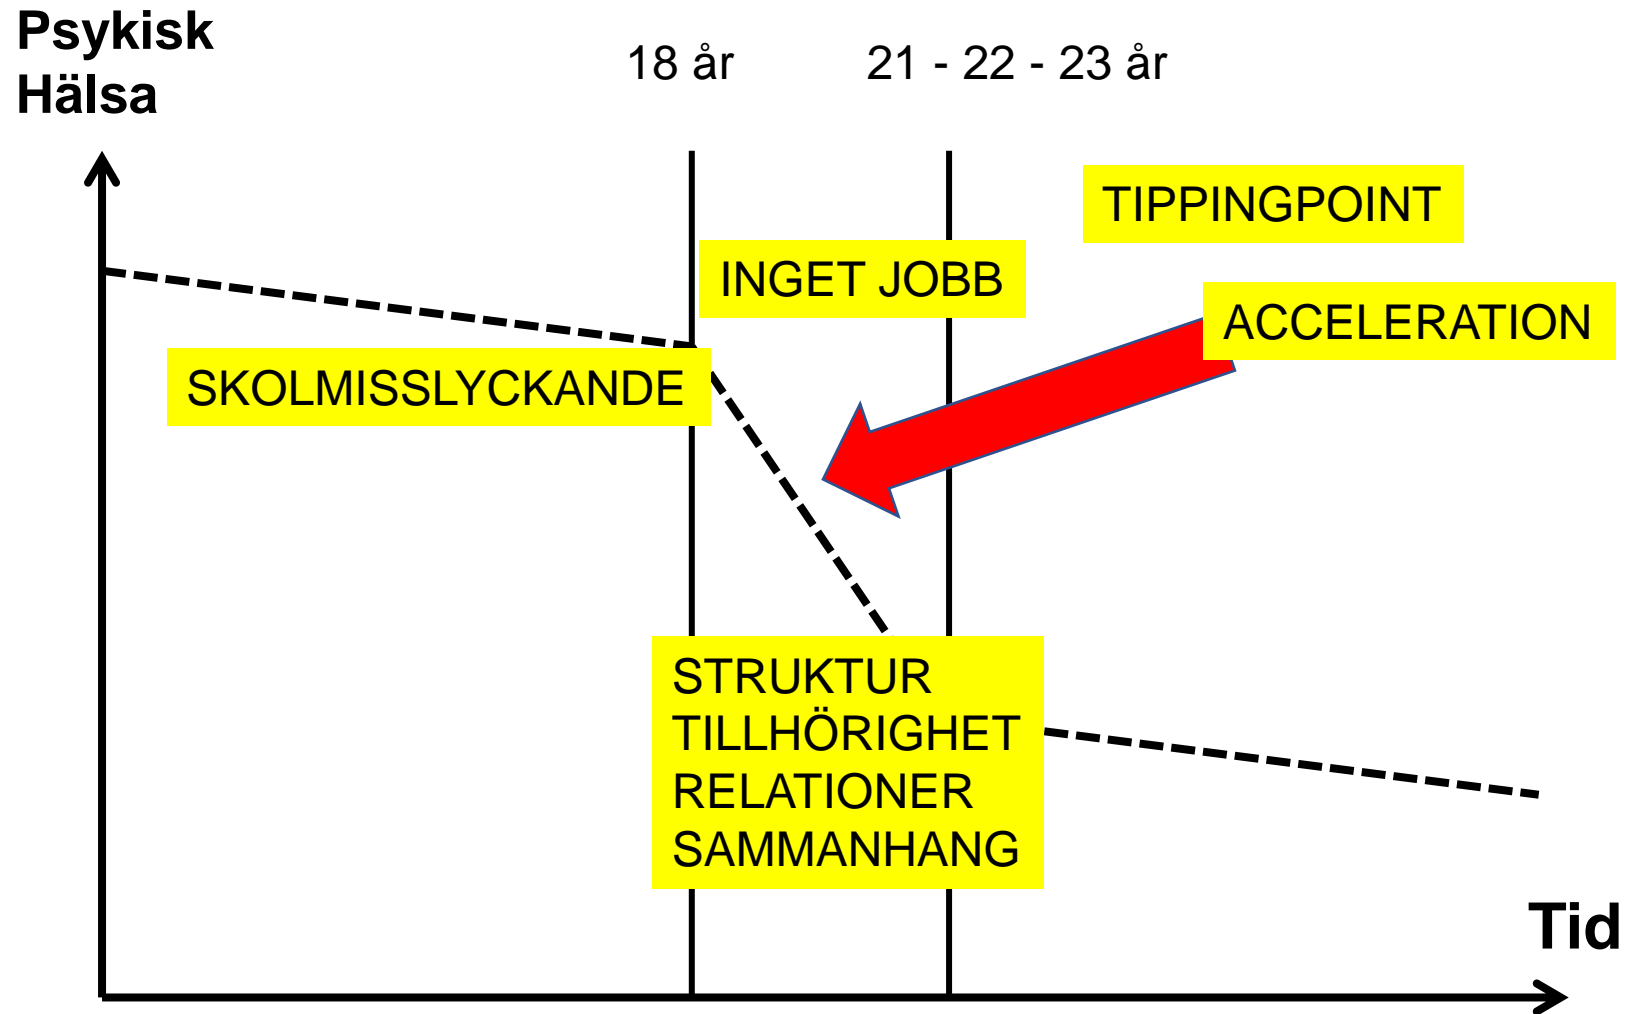 Psykisk
Hälsa
18 år
21 - 22 - 23 år
TIPPINGPOINT
INGET JOBB
ACCELERATION
SKOLMISSLYCKANDE
STRUKTUR
TILLHÖRIGHET
RELATIONER
SAMMANHANG
Tid